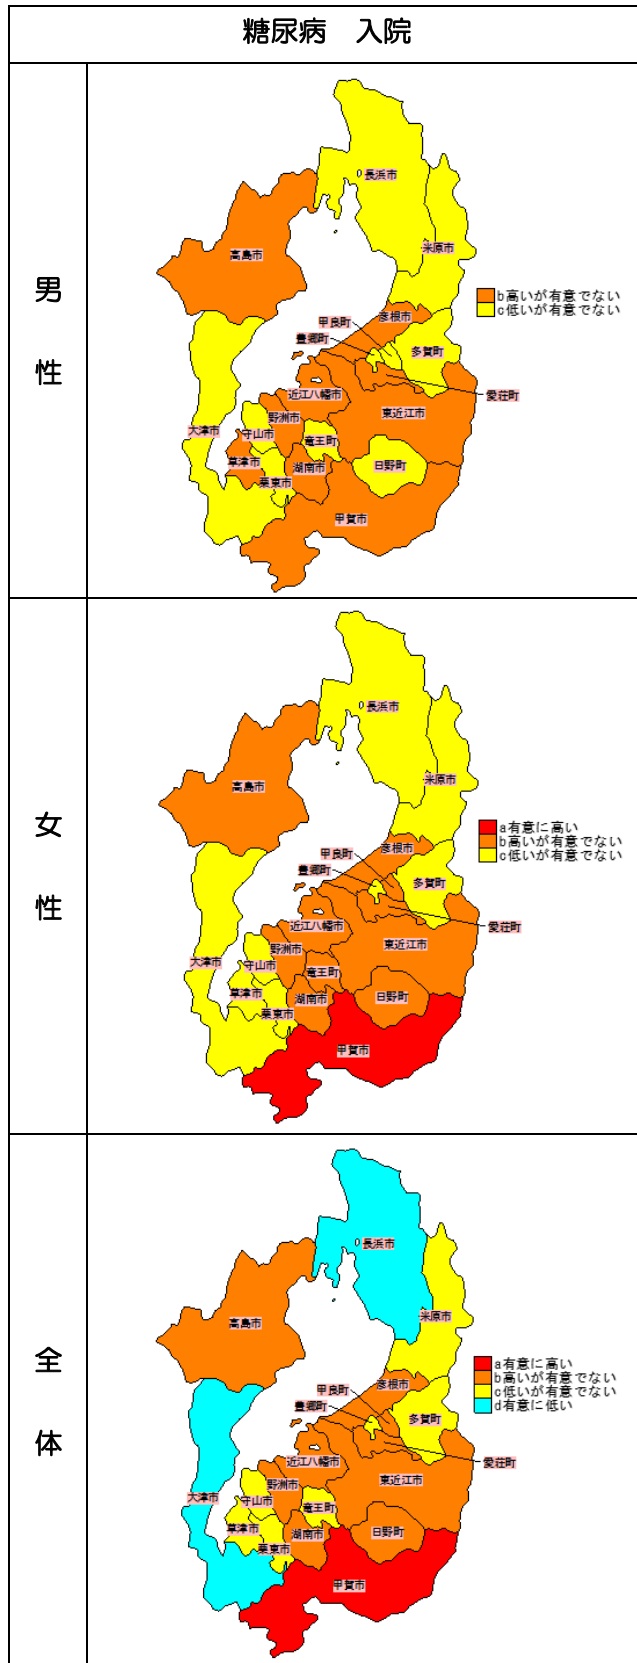 糖尿病　入院
男性
長浜市
高島市
米原市
彦根市
甲良町
豊郷町
多賀町
愛荘町
近江八幡市
東近江市
野洲市
大津市
守山市
竜王町
草津市
栗東市
湖南市
日野町
甲賀市
b高いが有意でない
c低いが有意でない
女性
長浜市
高島市
米原市
彦根市
甲良町
豊郷町
多賀町
愛荘町
近江八幡市
東近江市
野洲市
大津市
守山市
竜王町
草津市
栗東市
湖南市
日野町
甲賀市
a有意に高い
b高いが有意でない
c低いが有意でない
全体
長浜市
高島市
米原市
彦根市
甲良町
豊郷町
多賀町
愛荘町
近江八幡市
東近江市
野洲市
大津市
守山市
竜王町
草津市
栗東市
湖南市
日野町
甲賀市
a有意に高い
b高いが有意でない
c低いが有意でない
d有意に低い